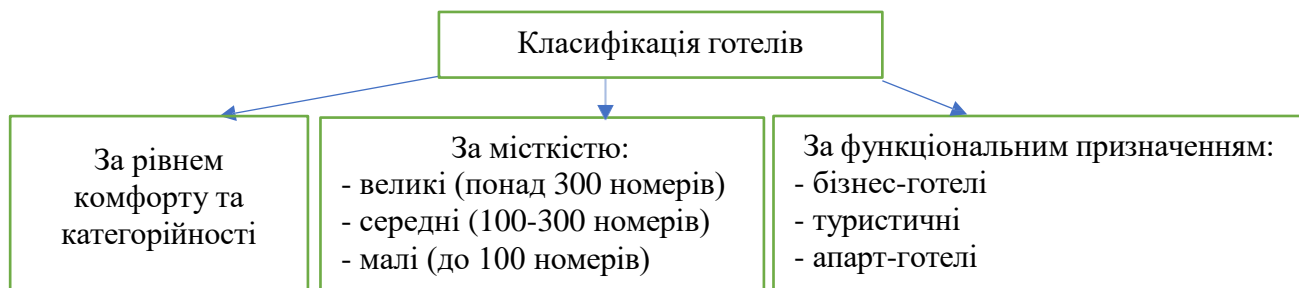 Класифікація готелів
За рівнем
комфорту та
категорійності
За місткістю:
- великі (понад 300 номерів)
- середні (100-300 номерів)
- малі (до 100 номерів)
За функціональним призначенням:
- бізнес-готелі
- туристичні
- апарт-готелі